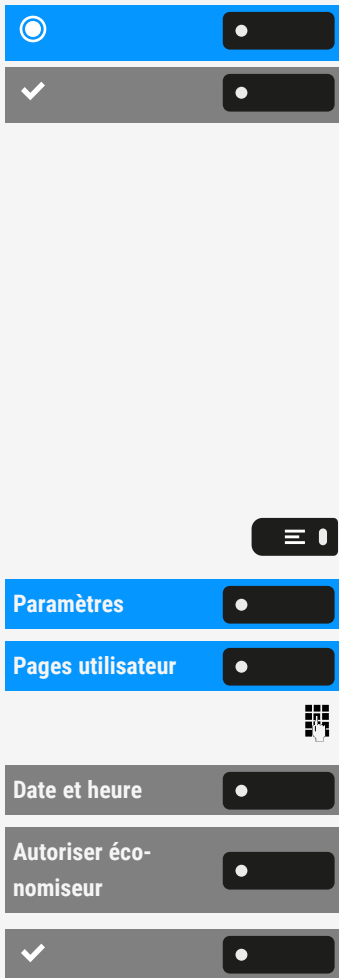 Paramètres
Pages utilisateur
Date et heure
Autoriser éco-
nomiseur